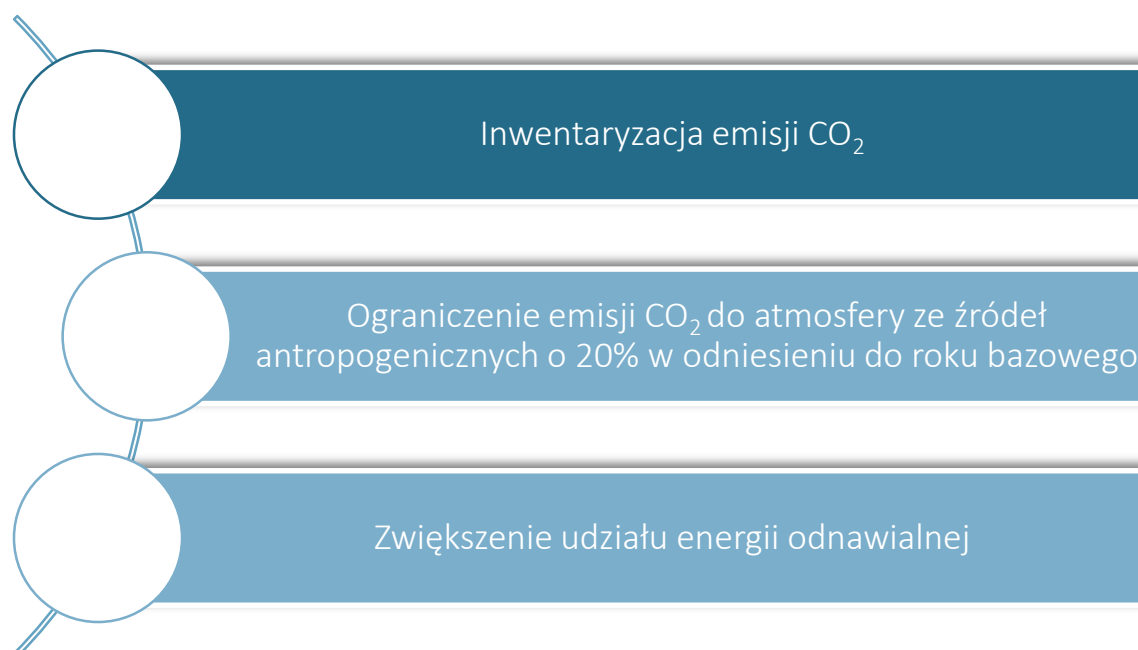 Inwentaryzacja emisji CO₂
Ograniczenie emisji CO₂ do atmosfery ze źródeł
antropogenicznych o 20% w odniesieniu do roku bazowego
Zwiększenie udziału energii odnawialnej